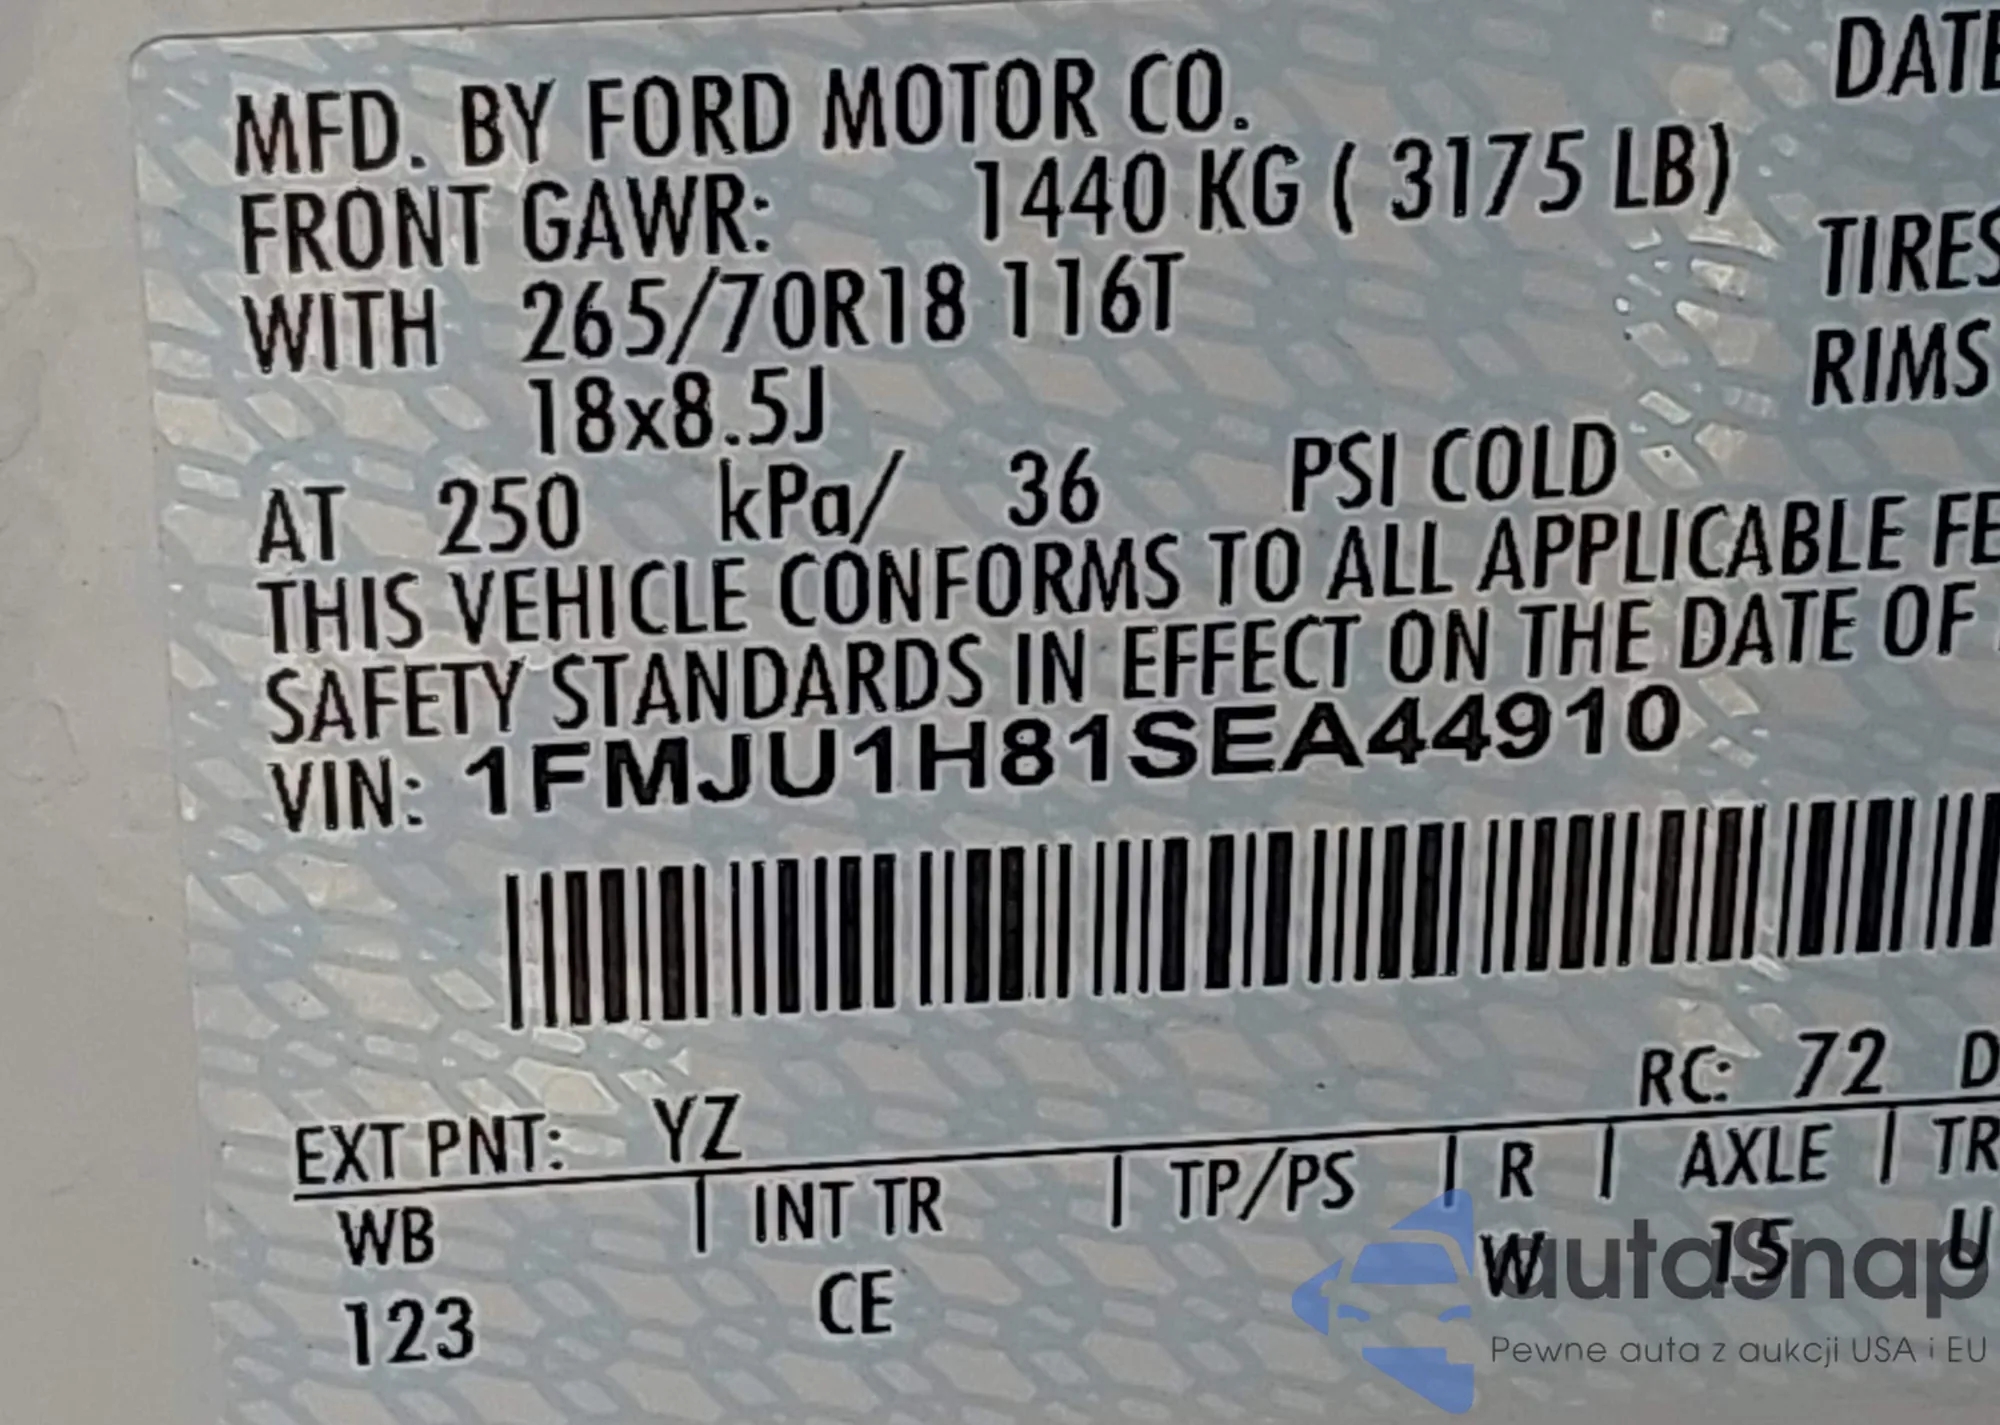 DATE
MFD. BY FORD MOTOR CO.
FRONT GAWR: 1440 KG ( 3175 LB)
TIRES
WITH 265/70R18 116T
RIMS
18x8.5J
AT 250 kPa/ 36 PSI COLD
THIS VEHICLE CONFORMS TO ALL APPLICABLE FE
SAFETY STANDARDS IN EFFECT ON THE DATE OF
VIN: 1FMJU1H81SEA44910
RC: 72 D
EXT PNT: YZ
WB | INT TR | TP/PS | R | AXLE | TR
123 CE W 15 U
autaSnap
Pewne auta z aukcji USA i EU